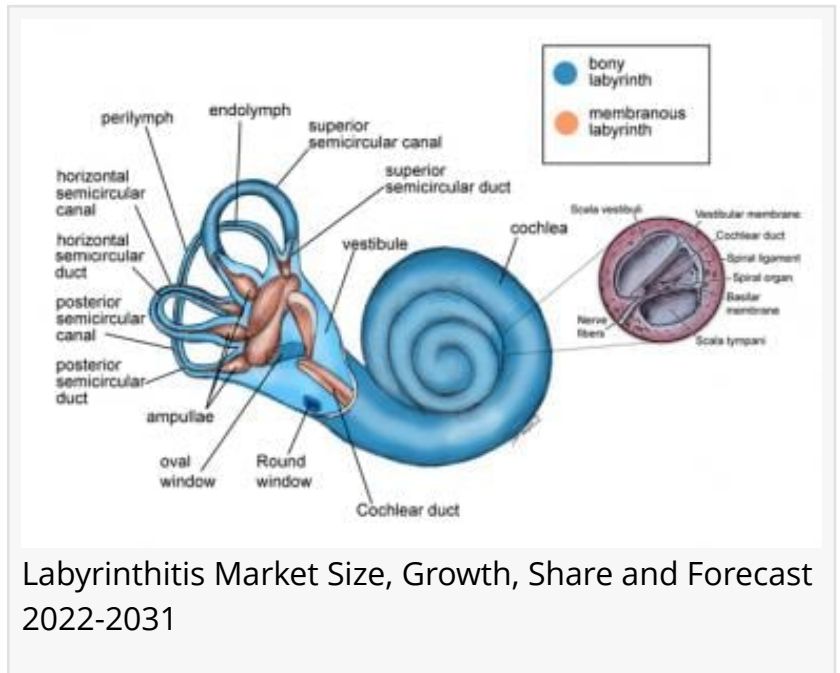 bony
labyrinth
membranous
labyrinth
perilymph
endolymph
superior
semicircular canal
superior
semicircular duct
horizontal
semicircular
canal
horizontal
semicircular
duct
posterior
semicircular
canal
posterior
semicircular
duct
vestibule
cochlea
ampullae
oval
window
Round
window
Cochlear duct
Scala vestibuli
Vestibular membrane
Cochlear duct
Spiral ligament
Spiral organ
Basilar
membrane
Nerve
fibers
Scala tympani
Labyrinthitis Market Size, Growth, Share and Forecast
2022-2031